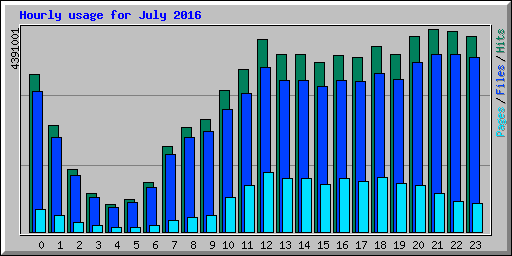 Hourly usage for July 2016
4391001
Pages / Files / Hits
0 1 2 3 4 5 6 7 8 9 10 11 12 13 14 15 16 17 18 19 20 21 22 23